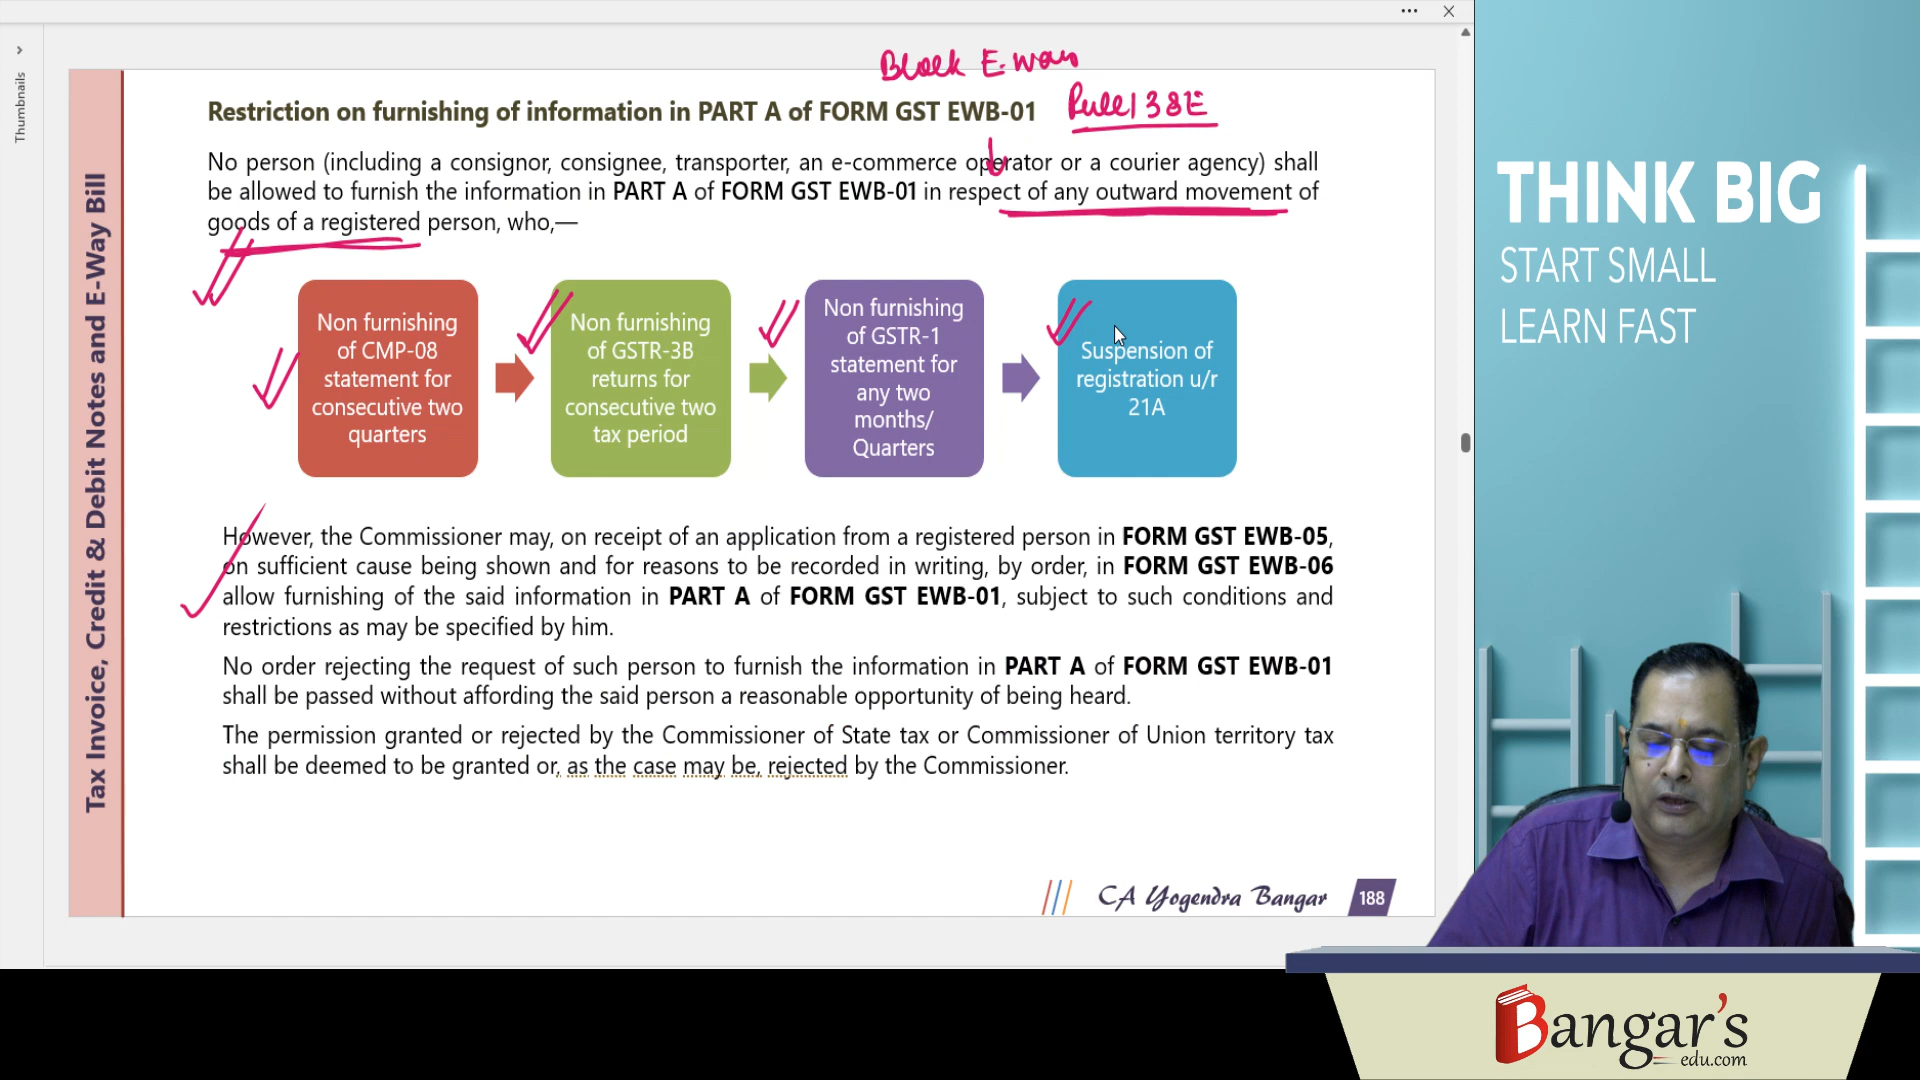 Thumbnails
Block E.way
Restriction on furnishing of information in PART A of FORM GST EWB-01
Rule 138E
No person (including a consignor, consignee, transporter, an e-commerce operator or a courier agency) shall
be allowed to furnish the information in PART A of FORM GST EWB-01 in respect of any outward movement of
goods of a registered person, who,—
Non furnishing
of CMP-08
statement for
consecutive two
quarters
Non furnishing
of GSTR-3B
returns for
consecutive two
tax period
Non furnishing
of GSTR-1
statement for
any two
months/
Quarters
Suspension of
registration u/r
21A
However, the Commissioner may, on receipt of an application from a registered person in FORM GST EWB-05,
on sufficient cause being shown and for reasons to be recorded in writing, by order, in FORM GST EWB-06
allow furnishing of the said information in PART A of FORM GST EWB-01, subject to such conditions and
restrictions as may be specified by him.
No order rejecting the request of such person to furnish the information in PART A of FORM GST EWB-01
shall be passed without affording the said person a reasonable opportunity of being heard.
The permission granted or rejected by the Commissioner of State tax or Commissioner of Union territory tax
shall be deemed to be granted or, as the case may be, rejected by the Commissioner.
Tax Invoice, Credit & Debit Notes and E-Way Bill
CA Yogendra Bangar
188
THINK BIG
START SMALL
LEARN FAST
Bangar's
edu.com